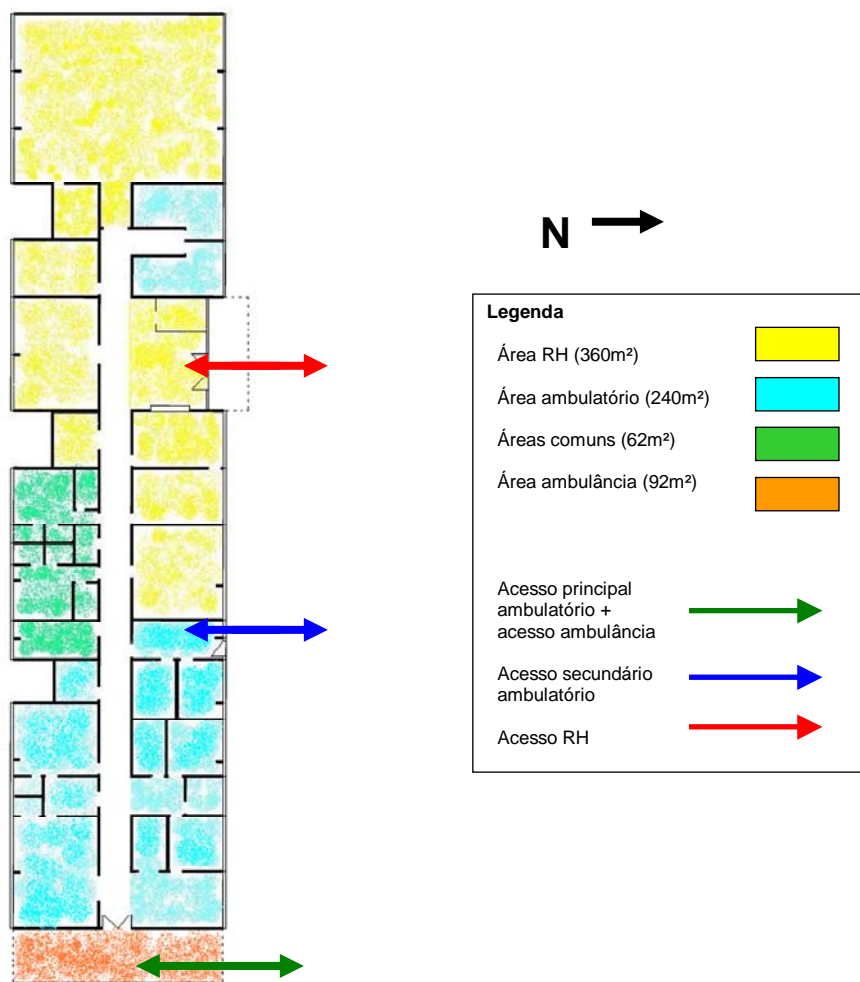 N
Legenda
Área RH (360m²)
Área ambulatório (240m²)
Áreas comuns (62m²)
Área ambulância (92m²)
Acesso principal
ambulatório +
acesso ambulância
Acesso secundário
ambulatório
Acesso RH